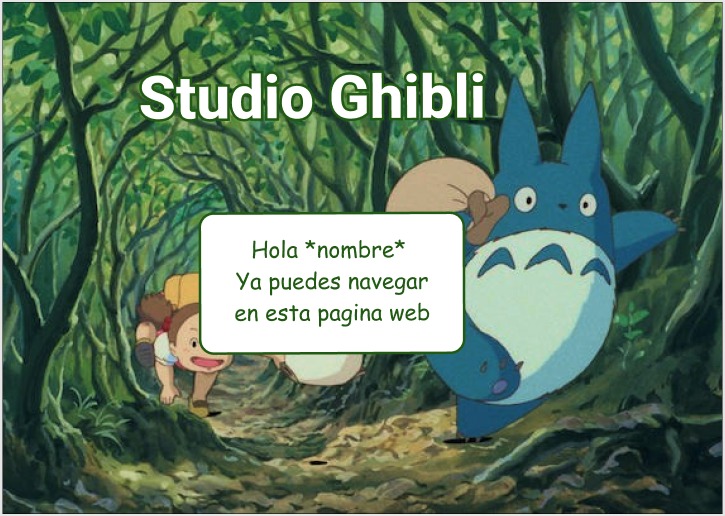 Studio Ghibli
Hola *nombre*
Ya puedes navegar
en esta pagina web